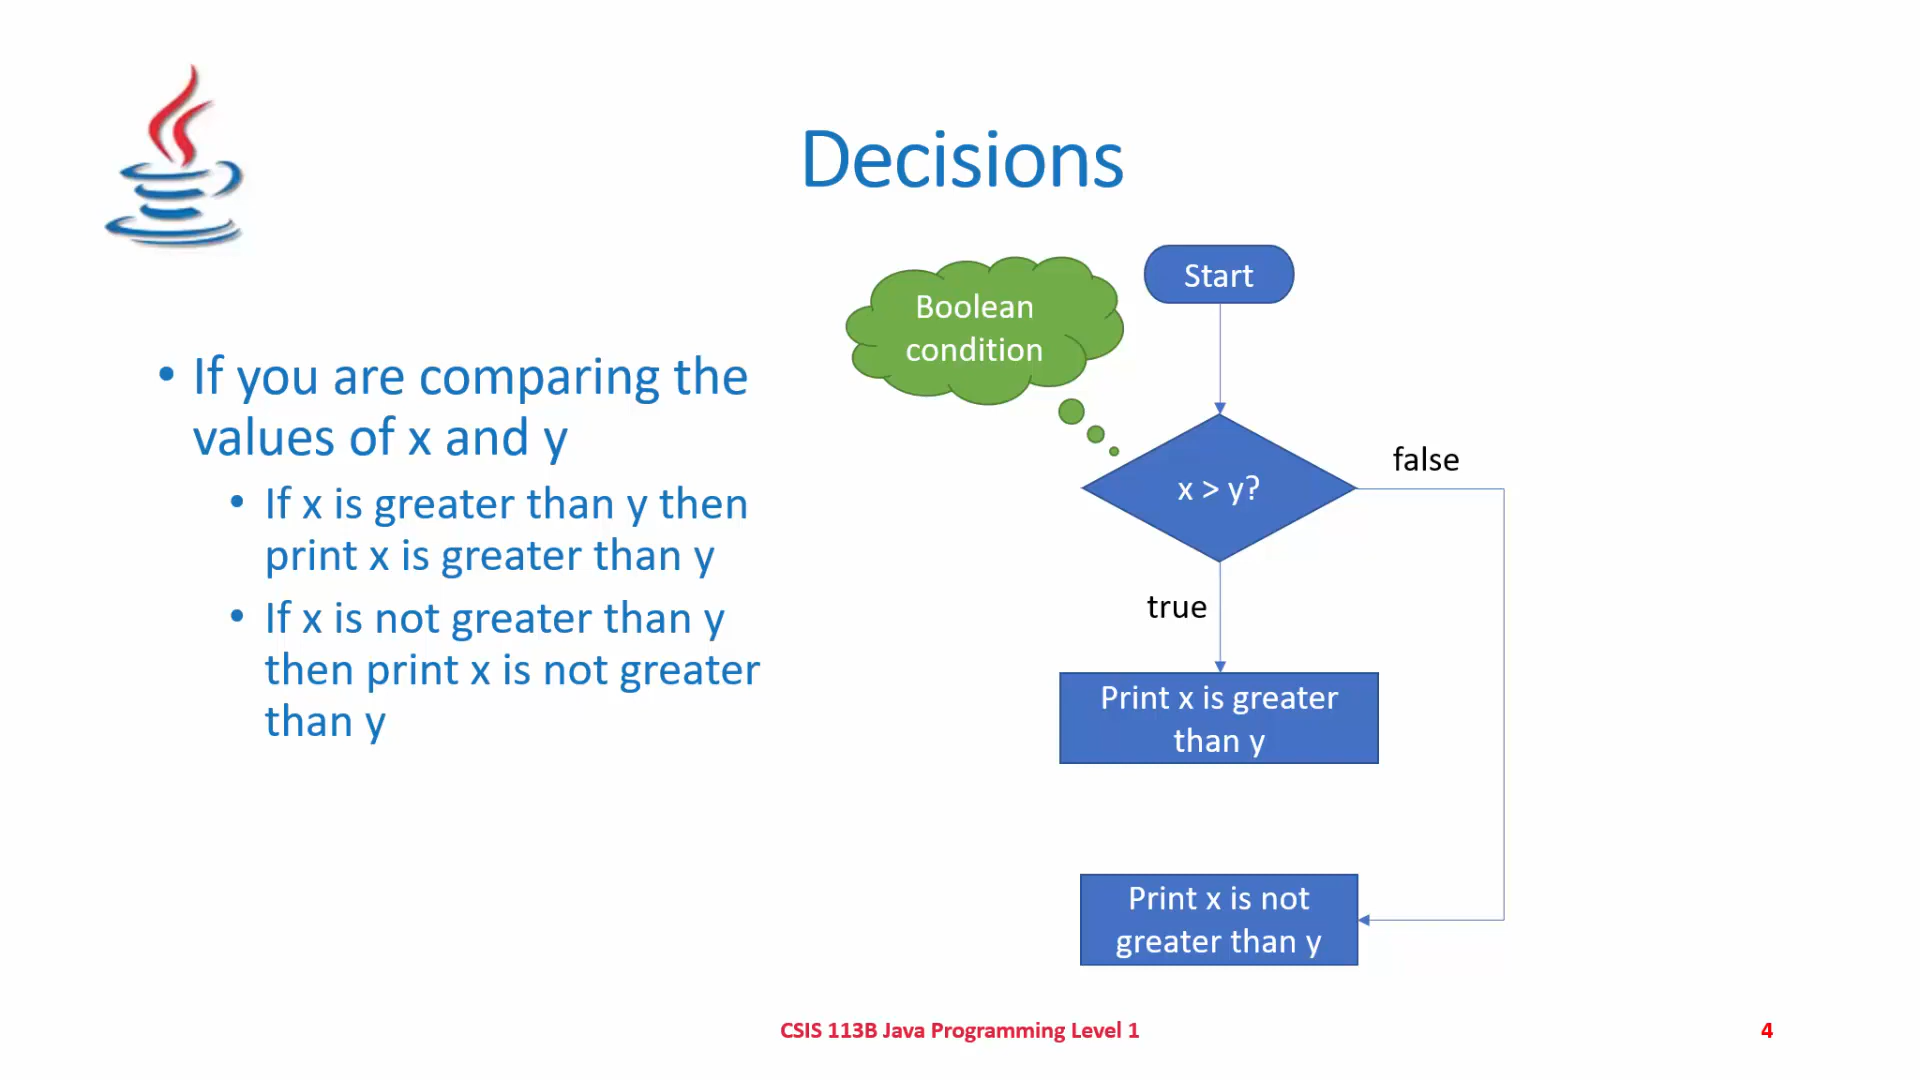 Decisions
• If you are comparing the
values of x and y
• If x is greater than y then
print x is greater than y
• If x is not greater than y
then print x is not greater
than y
Boolean
condition
Start
x > y?
false
true
Print x is greater
than y
Print x is not
greater than y
CSIS 113B Java Programming Level 1
4